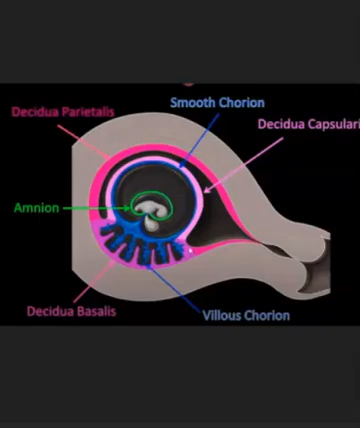 Smooth Chorion
Decidua Parietalis
Decidua Capsulari
Amnion
Decidua Basalis
Villous Chorion